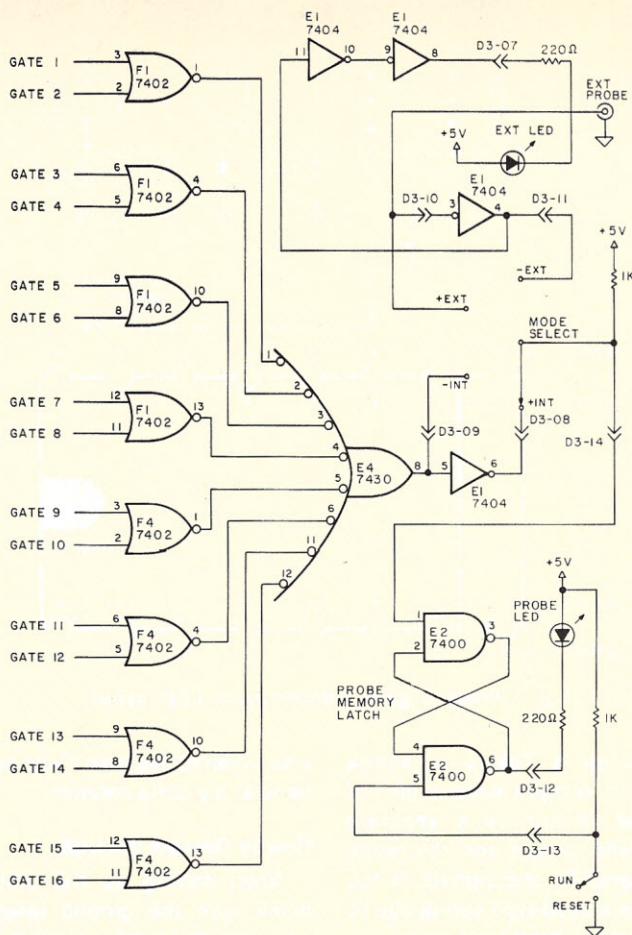 GATE 1
GATE 2
3
2
F1
7402
1
GATE 3
GATE 4
6
5
F1
7402
4
GATE 5
GATE 6
9
8
F1
7402
10
GATE 7
GATE 8
12
11
F1
7402
13
GATE 9
GATE 10
3
2
F4
7402
1
GATE 11
GATE 12
6
5
F4
7402
4
GATE 13
GATE 14
9
8
F4
7402
10
GATE 15
GATE 16
12
11
F4
7402
13
1
2
3
4
5
6
11
12
E4
7430
8
E1
7404
11
10
E1
7404
9
8
D3-07
220Ω
EXT
PROBE
+5V
EXT LED
D3-10
E1
7404
3
4
D3-11
+5V
1K
-EXT
+EXT
MODE
SELECT
-INT
+INT
D3-09
D3-08
D3-14
5
6
E1
7404
1
2
E2
7400
3
PROBE
MEMORY
LATCH
4
5
E2
7400
6
+5V
PROBE
LED
220Ω
1K
D3-12
D3-13
RUN
RESET